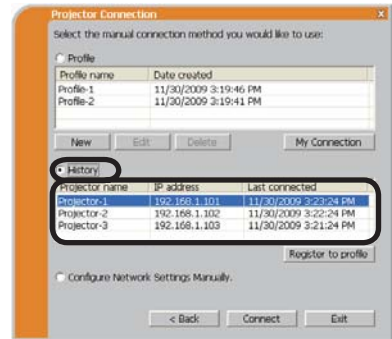 Projector Connection
Select the manual connection method you would like to use:
Profile
Profile name Date created
Profile-1 11/30/2009 3:19:46 PM
Profile-2 11/30/2009 3:19:41 PM
New Edit Delete My Connection
History
Projector name IP address Last connected
Projector-1 192.168.1.101 11/30/2009 3:23:24 PM
Projector-2 192.168.1.102 11/30/2009 3:22:24 PM
Projector-3 192.168.1.103 11/30/2009 3:21:24 PM
Register to profile
Configure Network Settings Manually.
< Back Connect Exit